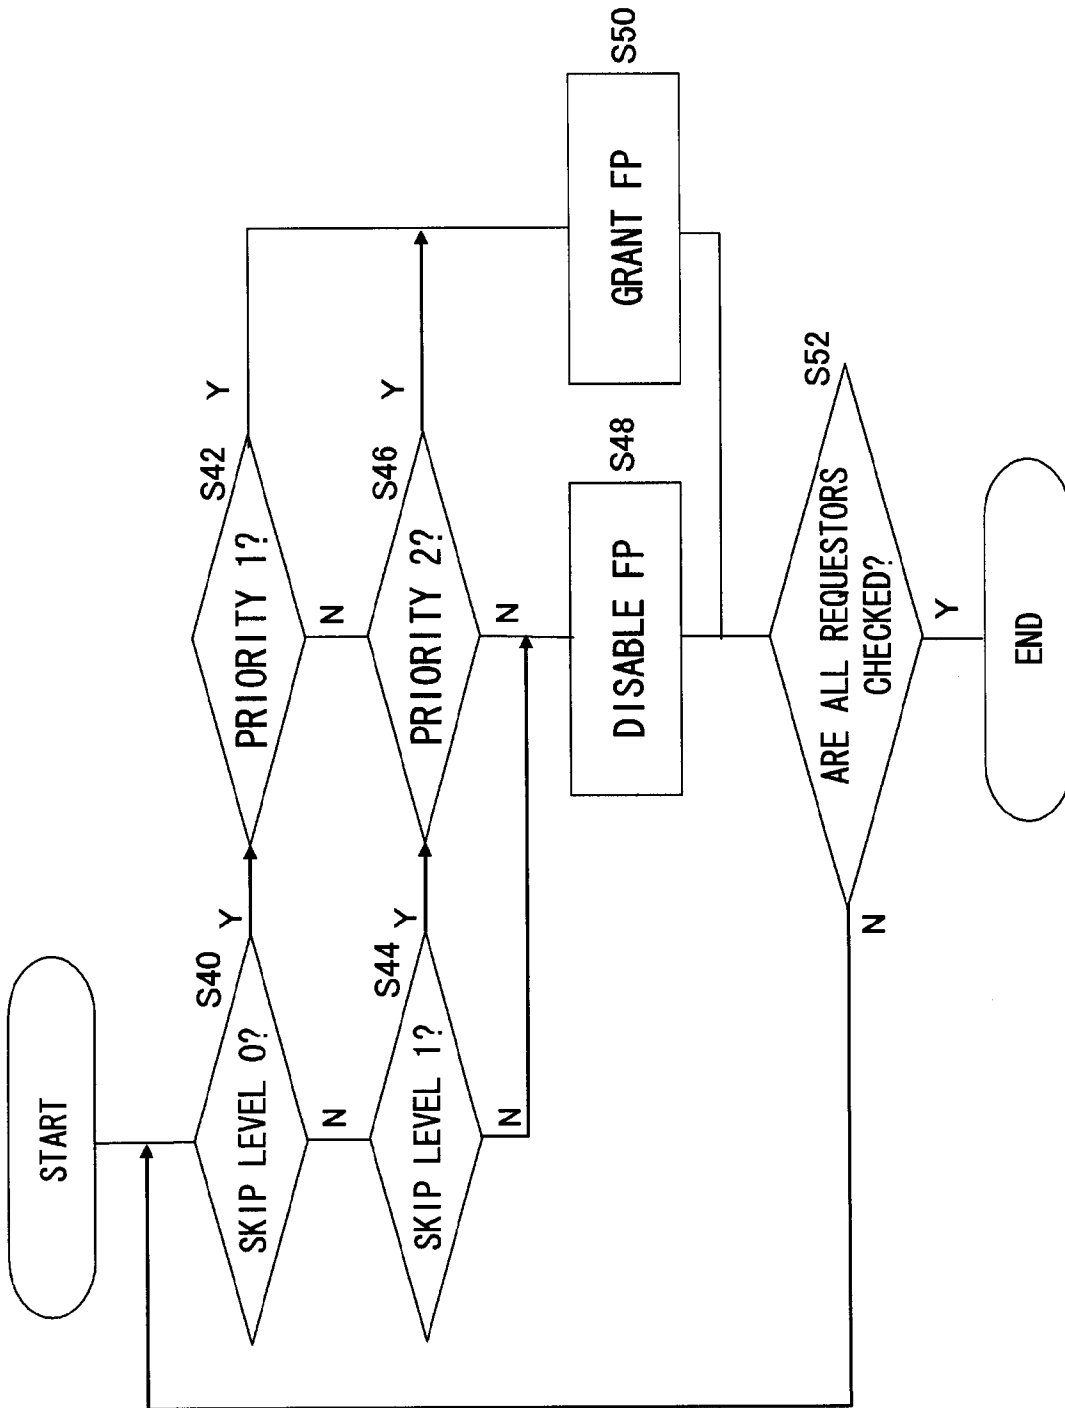 START
SKIP LEVEL 0?
S40
Y
N
PRIORITY 1?
S42
Y
N
SKIP LEVEL 1?
S44
Y
N
PRIORITY 2?
S46
Y
N
DISABLE FP
S48
GRANT FP
S50
ARE ALL REQUESTORS
CHECKED?
S52
N
Y
END